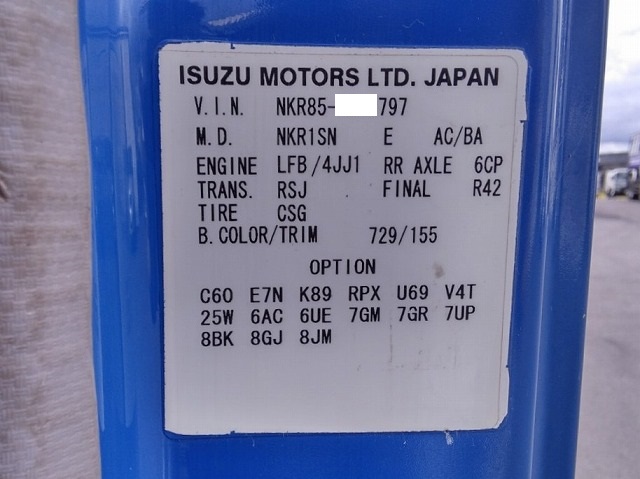 ISUZU MOTORS LTD. JAPAN
V.I.N. NKR85- 797
M.D. NKR1SN E AC/BA
ENGINE LFB/4JJ1 RR AXLE 6CP
TRANS. RSJ FINAL R42
TIRE CSG
B.COLOR/TRIM 729/155
OPTION
C60 E7N K89 RPX U69 V4T
25W 6AC 6UE 7GM 7GR 7UP
8BK 8GJ 8JM